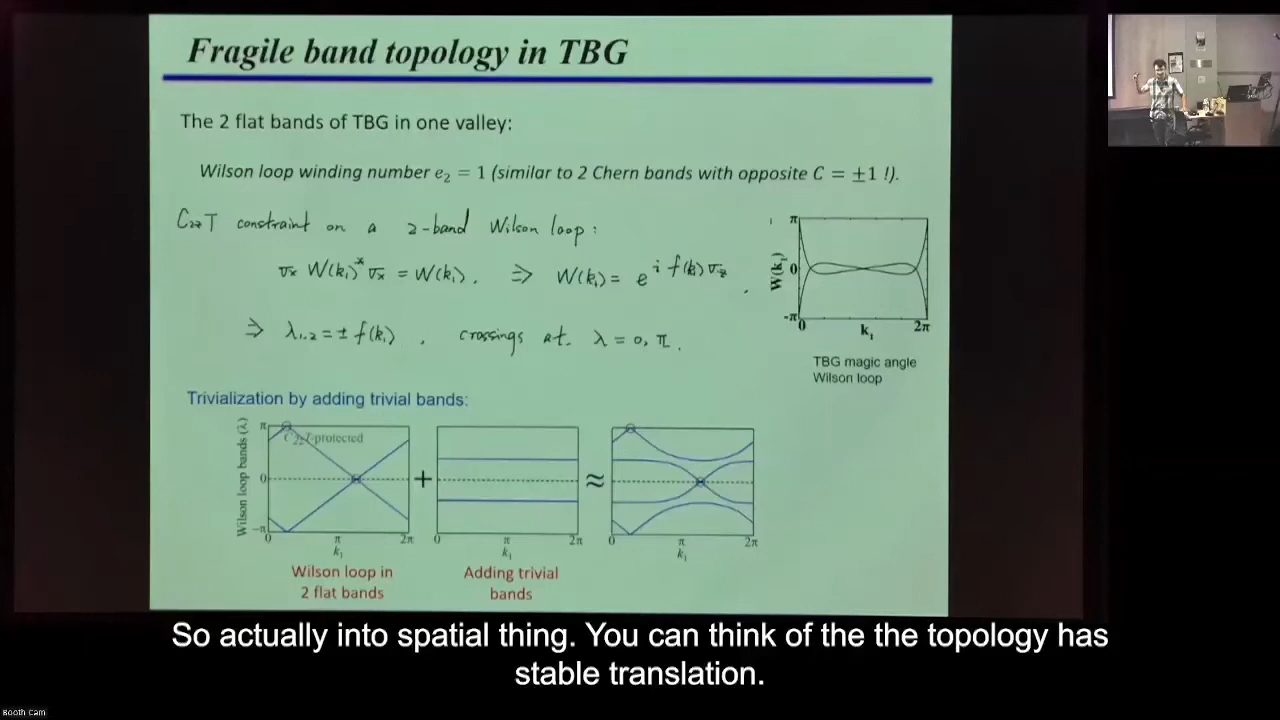 Fragile band topology in TBG
The 2 flat bands of TBG in one valley:
Wilson loop winding number e₂ = 1 (similar to 2 Chern bands with opposite C = ±1 !).
C₂zT constraint on a 2-band Wilson loop:
σx W(k₁)* σx = W(k₁). ⇒ W(k₁) = e^{i f(k₁)σz}.
⇒ λ₁,₂ = ± f(k₁). crossings at. λ = 0, π.
π
0
-π
W(k₁)
0 k₁ 2π
TBG magic angle
Wilson loop
Trivialization by adding trivial bands:
Wilson loop bands (λ)
π
0
-π
C₂zT-protected
0 π 2π
k₁
+
0 π 2π
k₁
≈
0 π 2π
k₁
Wilson loop in
2 flat bands
Adding trivial
bands
So actually into spatial thing. You can think of the the topology has
stable translation.
Booth Cam